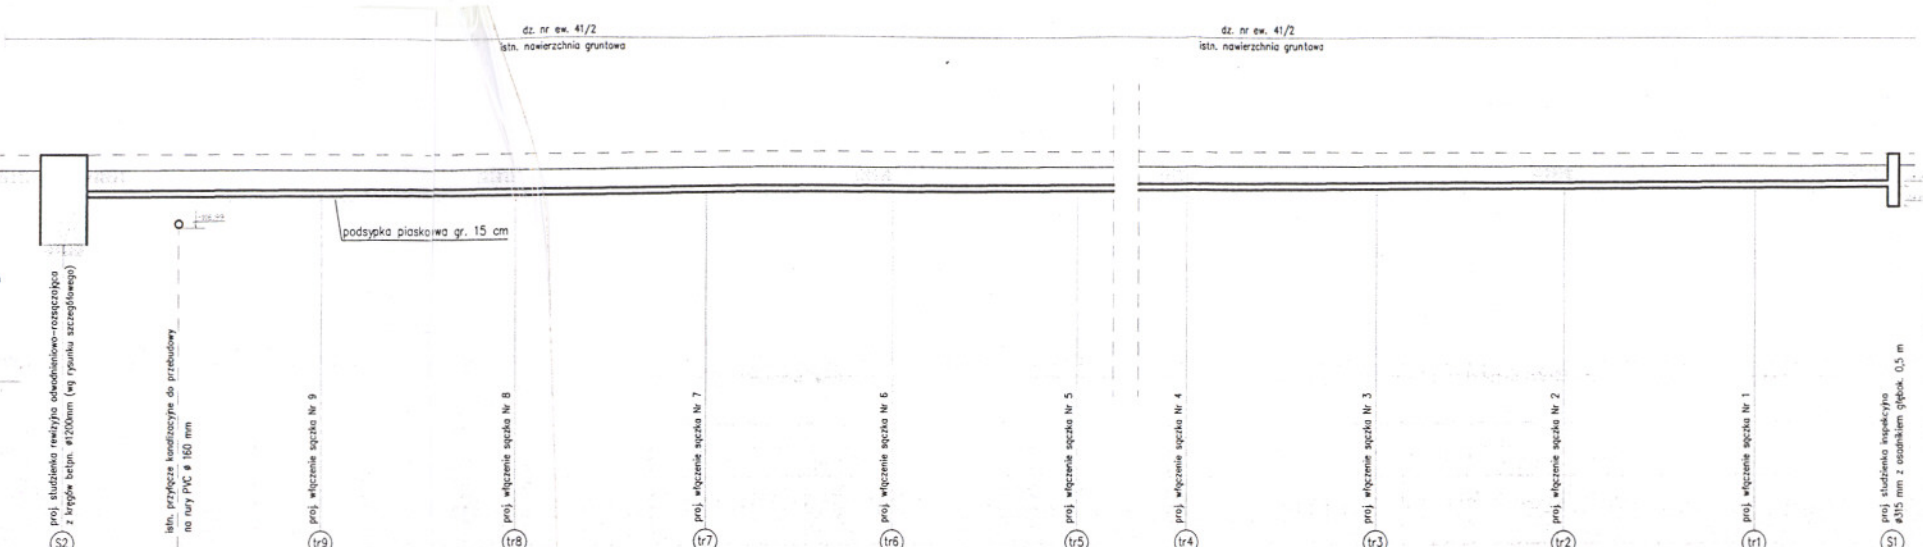 dz. nr ew. 41/2
istn. nawierzchnia gruntowa
dz. nr ew. 41/2
istn. nawierzchnia gruntowa
podsypka piaskowa gr. 15 cm
proj. studzienka rewizyjna odwodnieniowo-rozsączająca
z kręgów betpn. ø1200mm (wg rysunku szczegółowego)
istn. przyłącze kanalizacyjne do przebudowy
na rury PVC ø 160 mm
proj. włączenie sączka Nr 9
proj. włączenie sączka Nr 8
proj. włączenie sączka Nr 7
proj. włączenie sączka Nr 6
proj. włączenie sączka Nr 5
proj. włączenie sączka Nr 4
proj. włączenie sączka Nr 3
proj. włączenie sączka Nr 2
proj. włączenie sączka Nr 1
proj. studzienka inspekcyjna
ø315 mm z osadnikiem głębok. 0,5 m
S2
tr9
tr8
tr7
tr6
tr5
tr4
tr3
tr2
tr1
S1